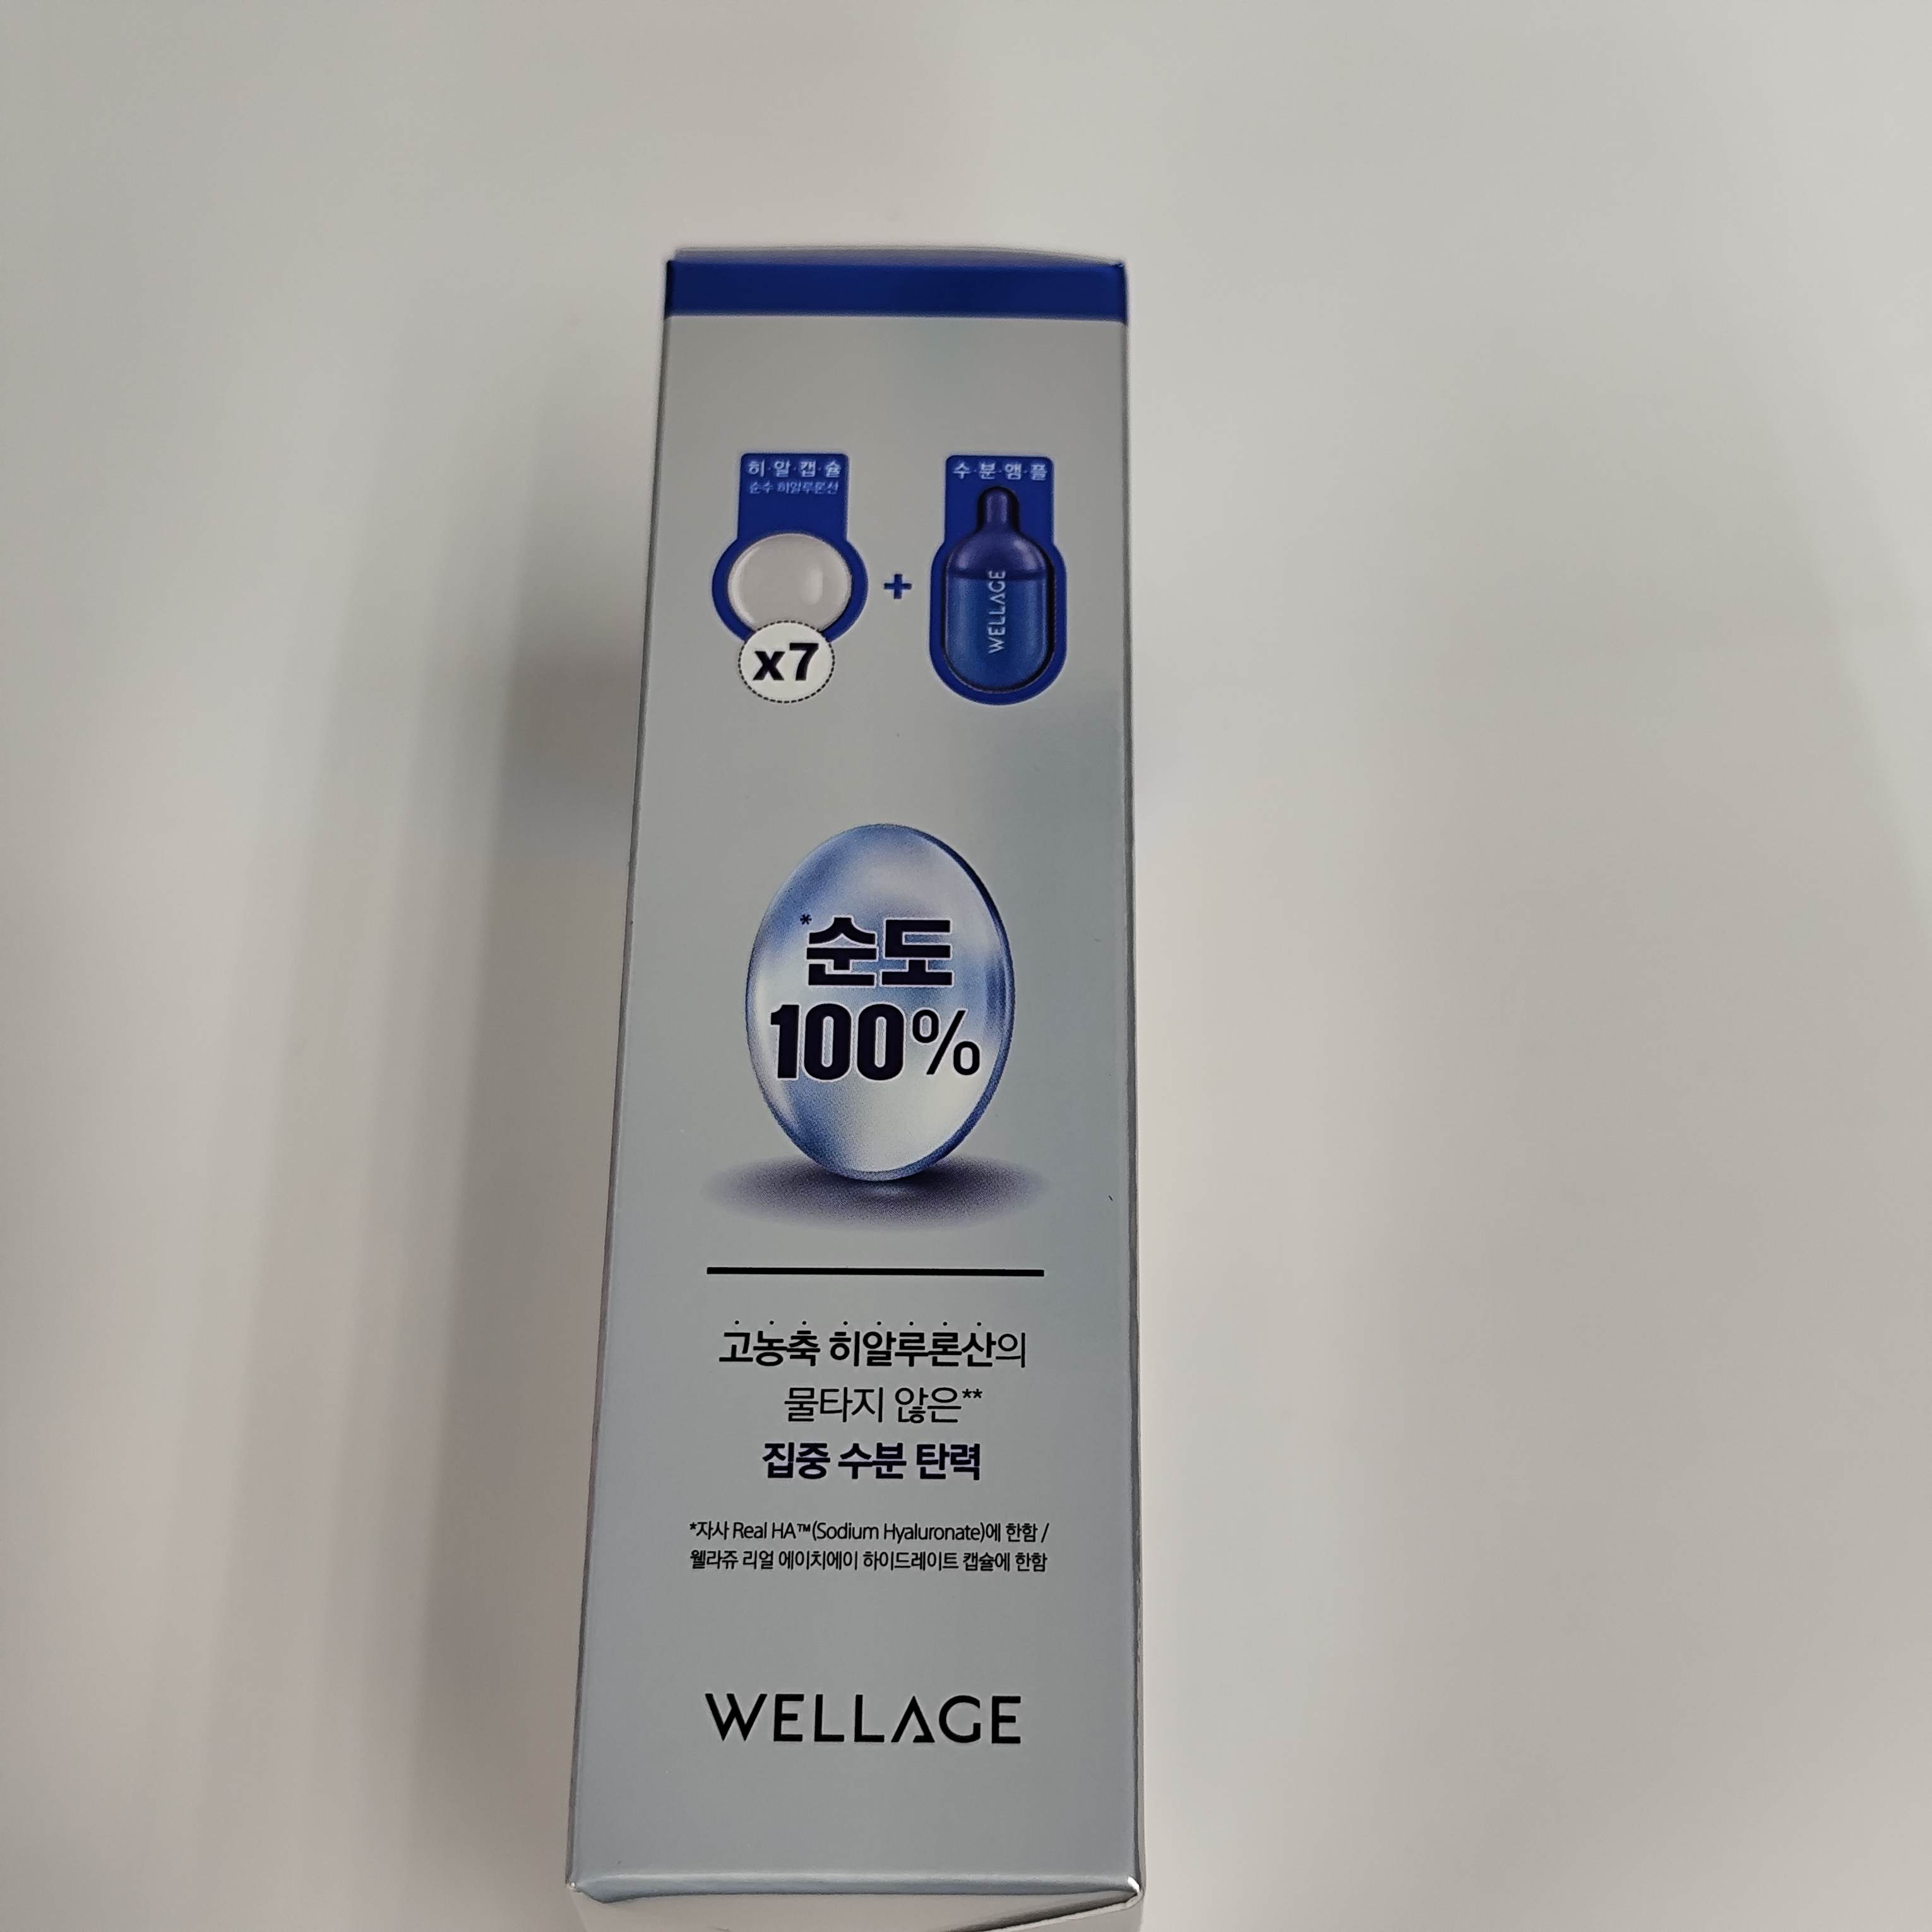 히·알·캡·슐
순수 히알루론산
x7
+
수·분·앰·플
WELLAGE
*순도
100%
고농축 히알루론산의
물타지 않은**
집중 수분 탄력
*자사 Real HA™(Sodium Hyaluronate)에 한함 /
웰라쥬 리얼 에이치에이 하이드레이트 캡슐에 한함
WELLAGE